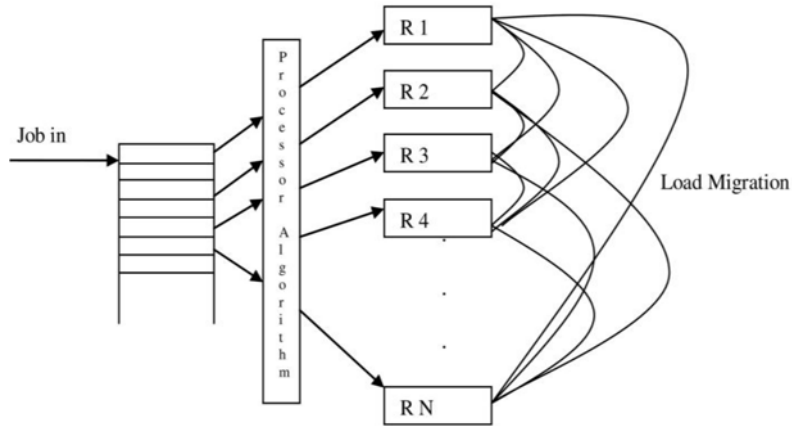 Job in
Processor Algorithm
R 1
R 2
R 3
R 4
.
.
.
R N
Load Migration